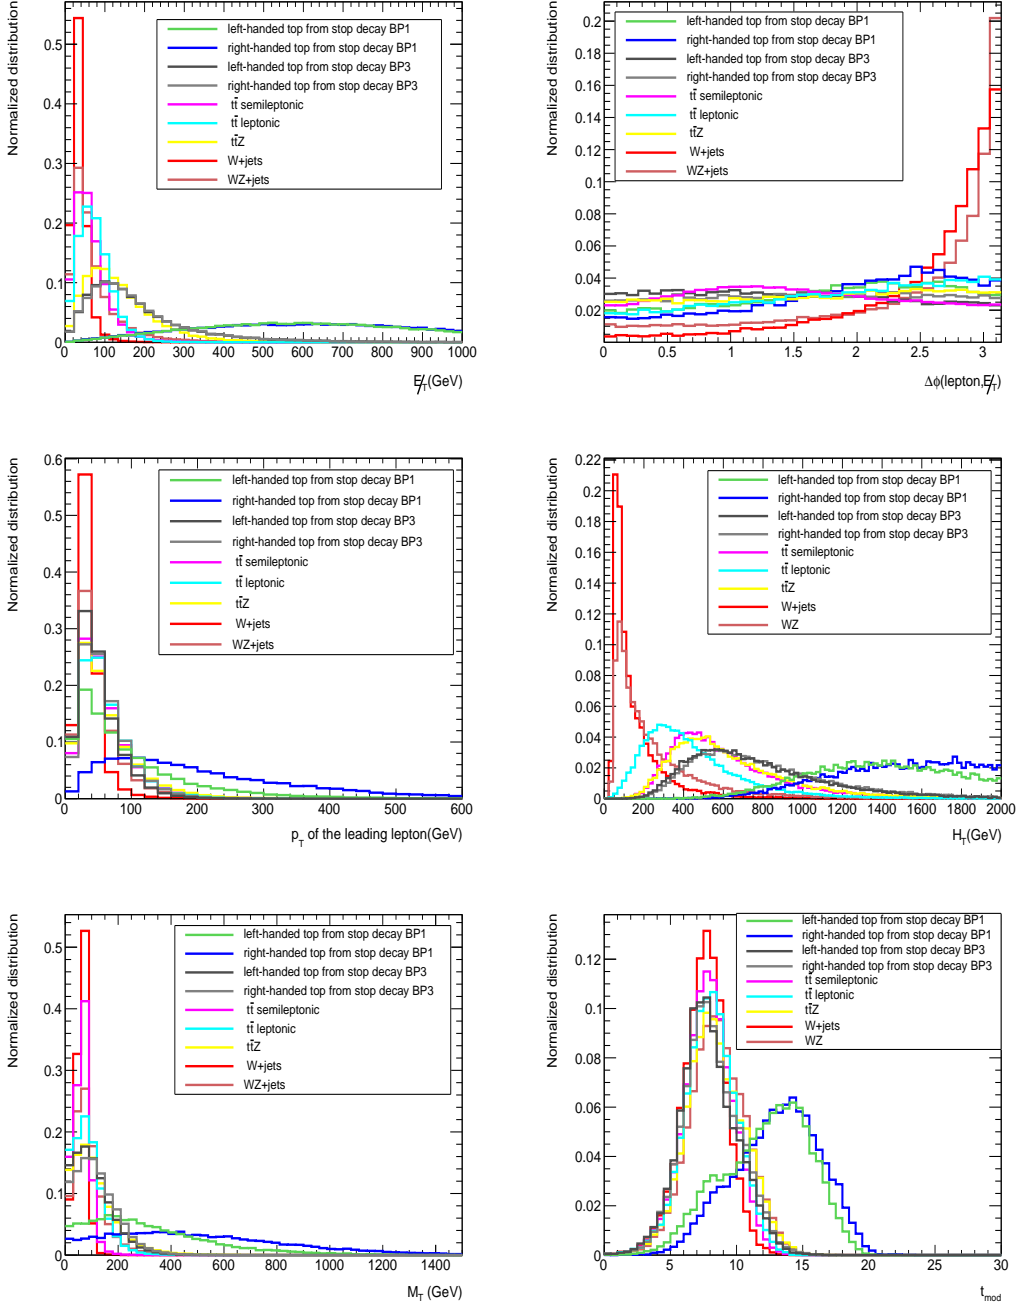 Normalized distribution
0.5
0.4
0.3
0.2
0.1
0
left-handed top from stop decay BP1
right-handed top from stop decay BP1
left-handed top from stop decay BP3
right-handed top from stop decay BP3
tt̄ semileptonic
tt̄ leptonic
tt̄Z
W+jets
WZ+jets
0 100 200 300 400 500 600 700 800 900 1000
E̸_T(GeV)
Normalized distribution
0.2
0.18
0.16
0.14
0.12
0.1
0.08
0.06
0.04
0.02
left-handed top from stop decay BP1
right-handed top from stop decay BP1
left-handed top from stop decay BP3
right-handed top from stop decay BP3
tt̄ semileptonic
tt̄ leptonic
tt̄Z
W+jets
WZ+jets
0 0.5 1 1.5 2 2.5 3
Δϕ(lepton,E̸_T)
Normalized distribution
0.6
0.5
0.4
0.3
0.2
0.1
0
left-handed top from stop decay BP1
right-handed top from stop decay BP1
left-handed top from stop decay BP3
right-handed top from stop decay BP3
tt̄ semileptonic
tt̄ leptonic
tt̄Z
W+jets
WZ+jets
0 100 200 300 400 500 600
p_T of the leading lepton(GeV)
Normalized distribution
0.22
0.2
0.18
0.16
0.14
0.12
0.1
0.08
0.06
0.04
0.02
0
left-handed top from stop decay BP1
right-handed top from stop decay BP1
left-handed top from stop decay BP3
right-handed top from stop decay BP3
tt̄ semileptonic
tt̄ leptonic
tt̄Z
W+jets
WZ
0 200 400 600 800 1000 1200 1400 1600 1800 2000
H_T(GeV)
Normalized distribution
0.5
0.4
0.3
0.2
0.1
0
left-handed top from stop decay BP1
right-handed top from stop decay BP1
left-handed top from stop decay BP3
right-handed top from stop decay BP3
tt̄ semileptonic
tt̄ leptonic
tt̄Z
W+jets
WZ+jets
0 200 400 600 800 1000 1200 1400
M_T (GeV)
Normalized distribution
0.12
0.1
0.08
0.06
0.04
0.02
0
left-handed top from stop decay BP1
right-handed top from stop decay BP1
left-handed top from stop decay BP3
right-handed top from stop decay BP3
tt̄ semileptonic
tt̄ leptonic
tt̄Z
W+jets
WZ
0 5 10 15 20 25 30
t_mod